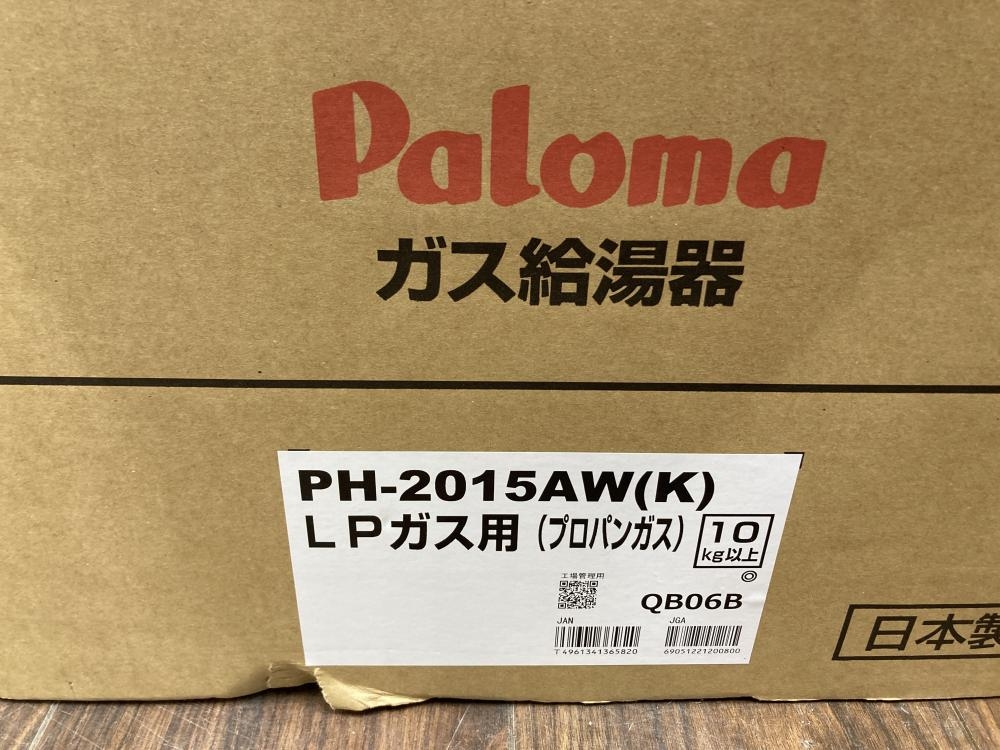 Paloma
ガス給湯器
PH-2015AW(K)
LPガス用(プロパンガス)
10
kg以上
◎
工場管理用
QB06B
JAN
JGA
T4961341365820
69051221200800
日本製